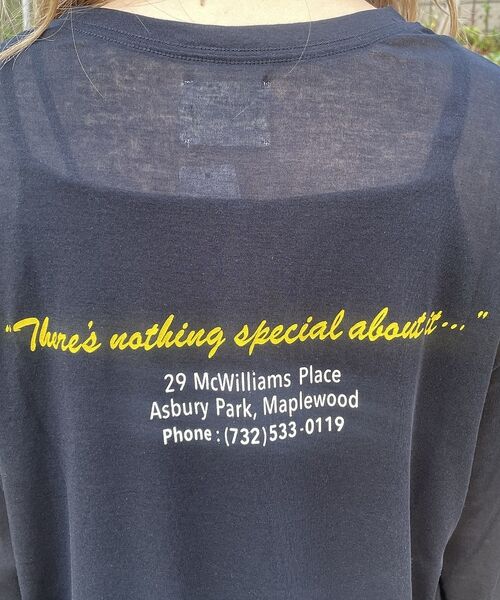 "There's nothing special about it..."
29 McWilliams Place
Asbury Park, Maplewood
Phone : (732)533-0119